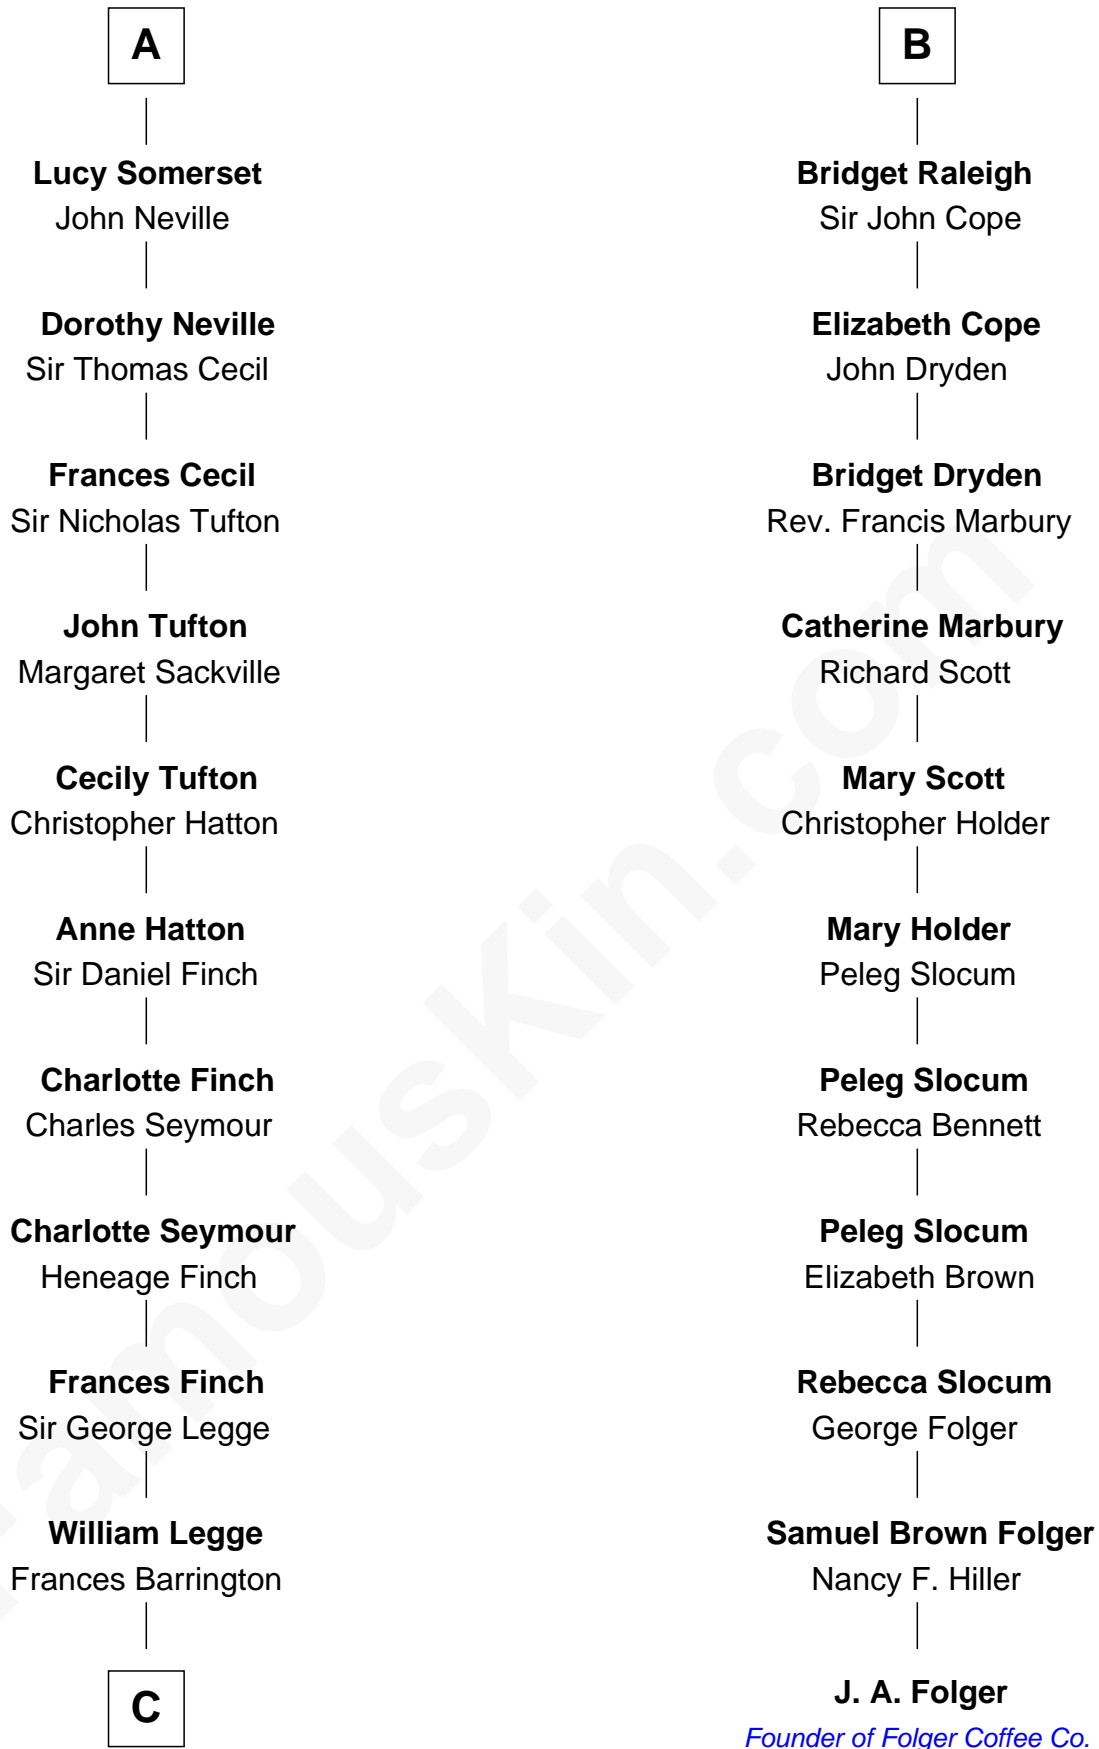 A
Lucy Somerset
John Neville
Dorothy Neville
Sir Thomas Cecil
Frances Cecil
Sir Nicholas Tufton
John Tufton
Margaret Sackville
Cecily Tufton
Christopher Hatton
Anne Hatton
Sir Daniel Finch
Charlotte Finch
Charles Seymour
Charlotte Seymour
Heneage Finch
Frances Finch
Sir George Legge
William Legge
Frances Barrington
C
B
Bridget Raleigh
Sir John Cope
Elizabeth Cope
John Dryden
Bridget Dryden
Rev. Francis Marbury
Catherine Marbury
Richard Scott
Mary Scott
Christopher Holder
Mary Holder
Peleg Slocum
Peleg Slocum
Rebecca Bennett
Peleg Slocum
Elizabeth Brown
Rebecca Slocum
George Folger
Samuel Brown Folger
Nancy F. Hiller
J. A. Folger
Founder of Folger Coffee Co.
FamousKin.com